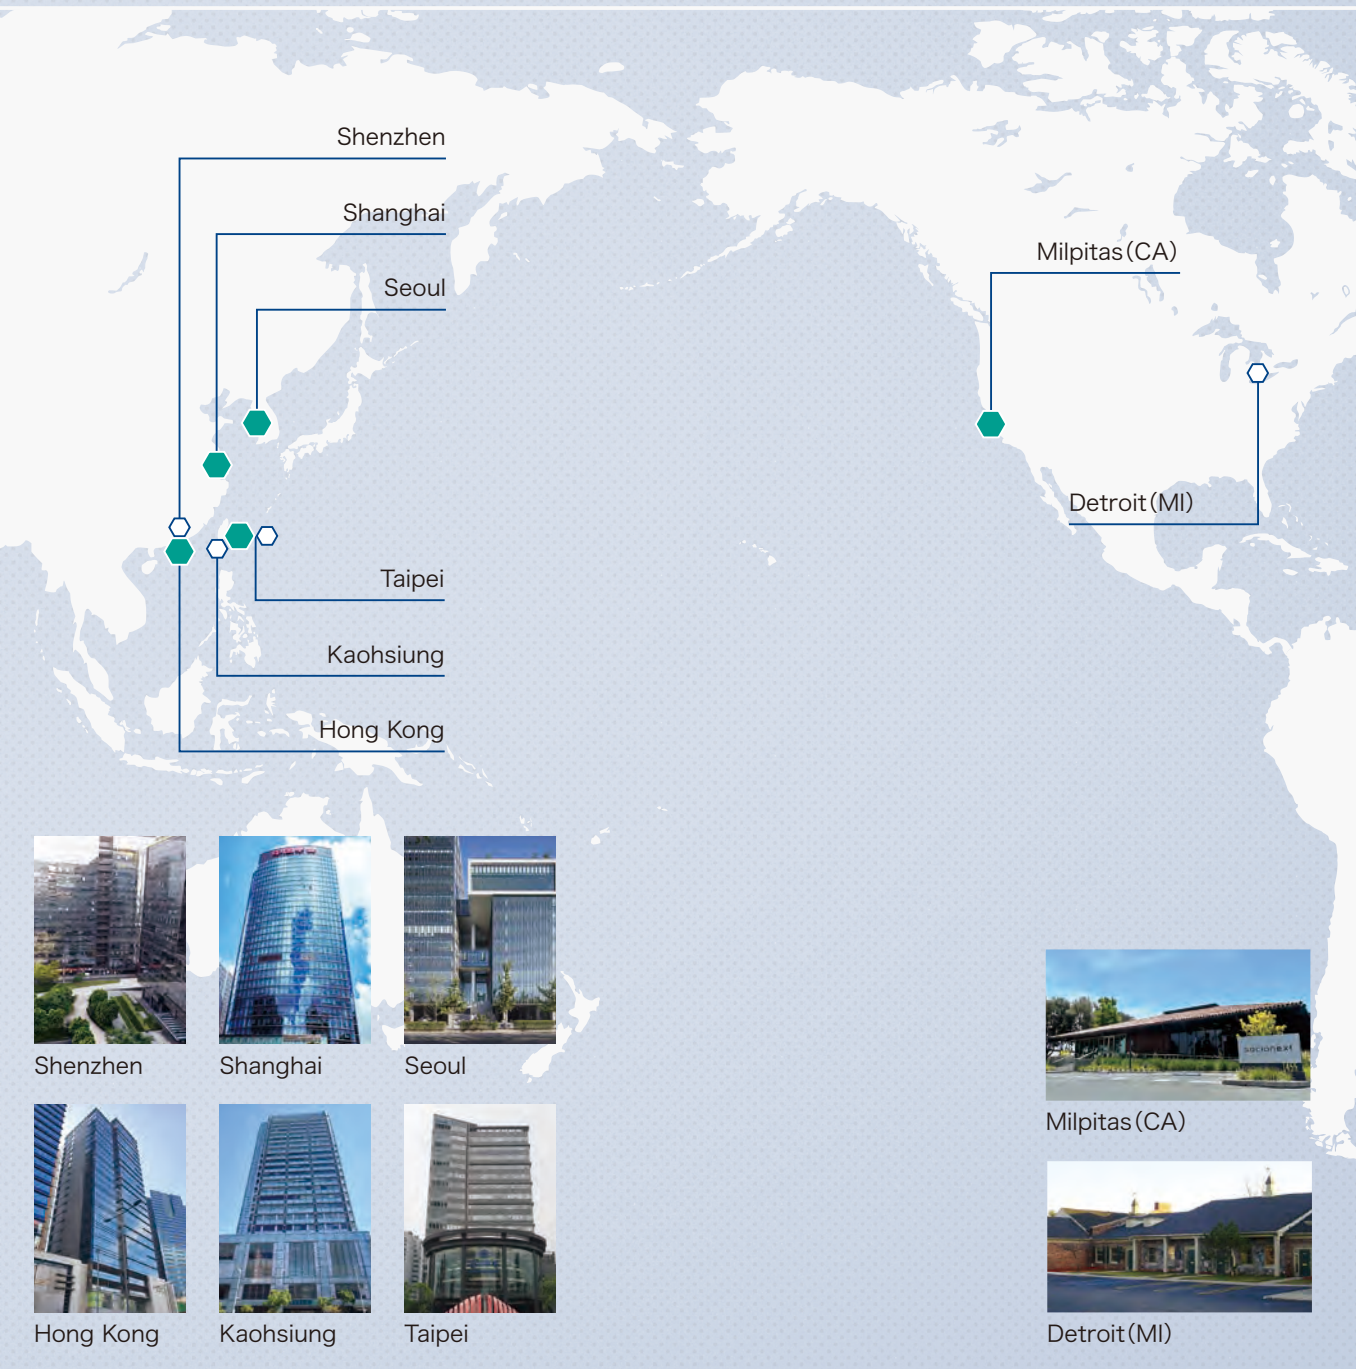 Shenzhen
Shanghai
Seoul
Milpitas(CA)
Detroit(MI)
Taipei
Kaohsiung
Hong Kong
Shenzhen
Shanghai
Seoul
socionext
Milpitas(CA)
Hong Kong
Kaohsiung
Taipei
Detroit(MI)